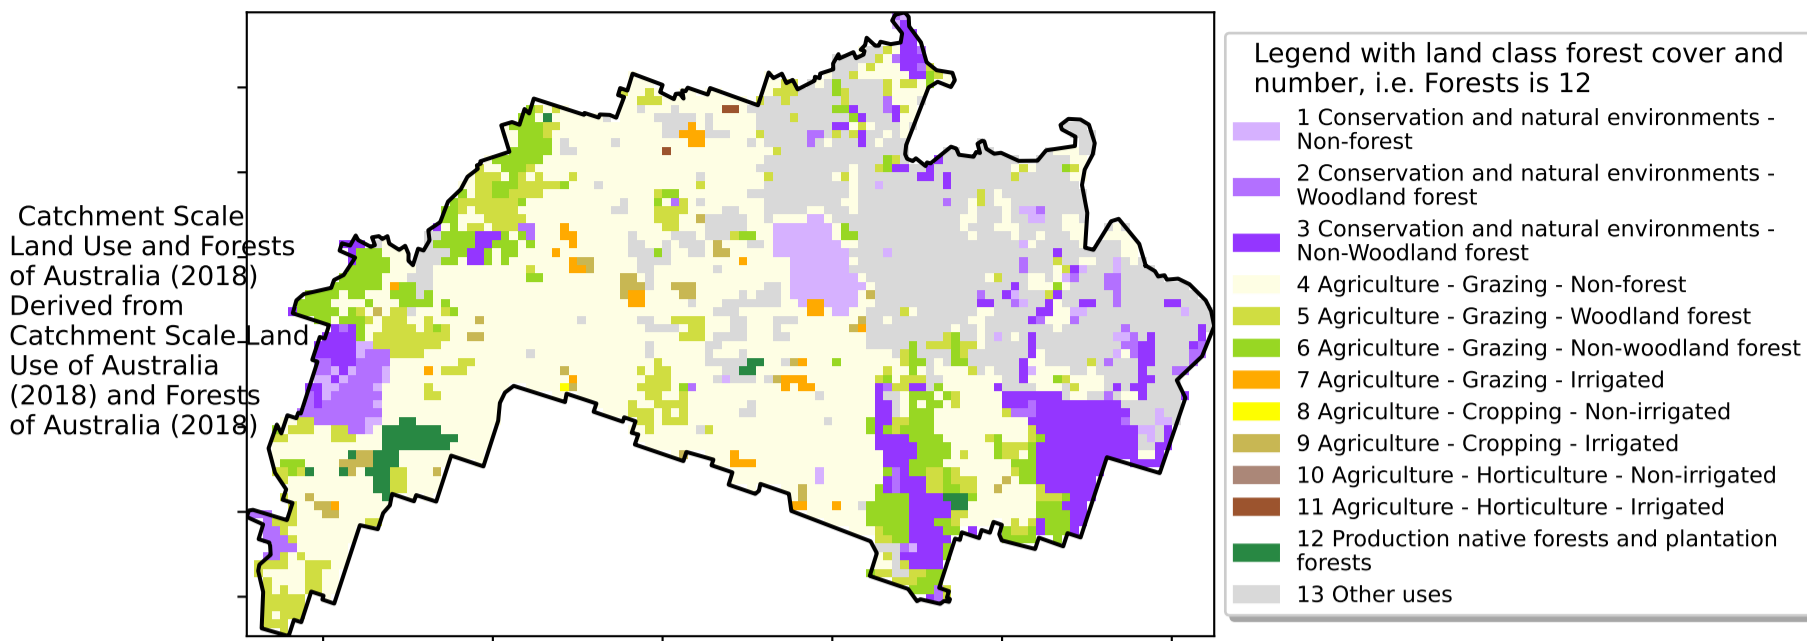 Catchment Scale
Land Use and Forests
of Australia (2018)
Derived from
Catchment Scale Land
Use of Australia
(2018) and Forests
of Australia (2018)
Legend with land class forest cover and
number, i.e. Forests is 12
1 Conservation and natural environments -
Non-forest
2 Conservation and natural environments -
Woodland forest
3 Conservation and natural environments -
Non-Woodland forest
4 Agriculture - Grazing - Non-forest
5 Agriculture - Grazing - Woodland forest
6 Agriculture - Grazing - Non-woodland forest
7 Agriculture - Grazing - Irrigated
8 Agriculture - Cropping - Non-irrigated
9 Agriculture - Cropping - Irrigated
10 Agriculture - Horticulture - Non-irrigated
11 Agriculture - Horticulture - Irrigated
12 Production native forests and plantation
forests
13 Other uses